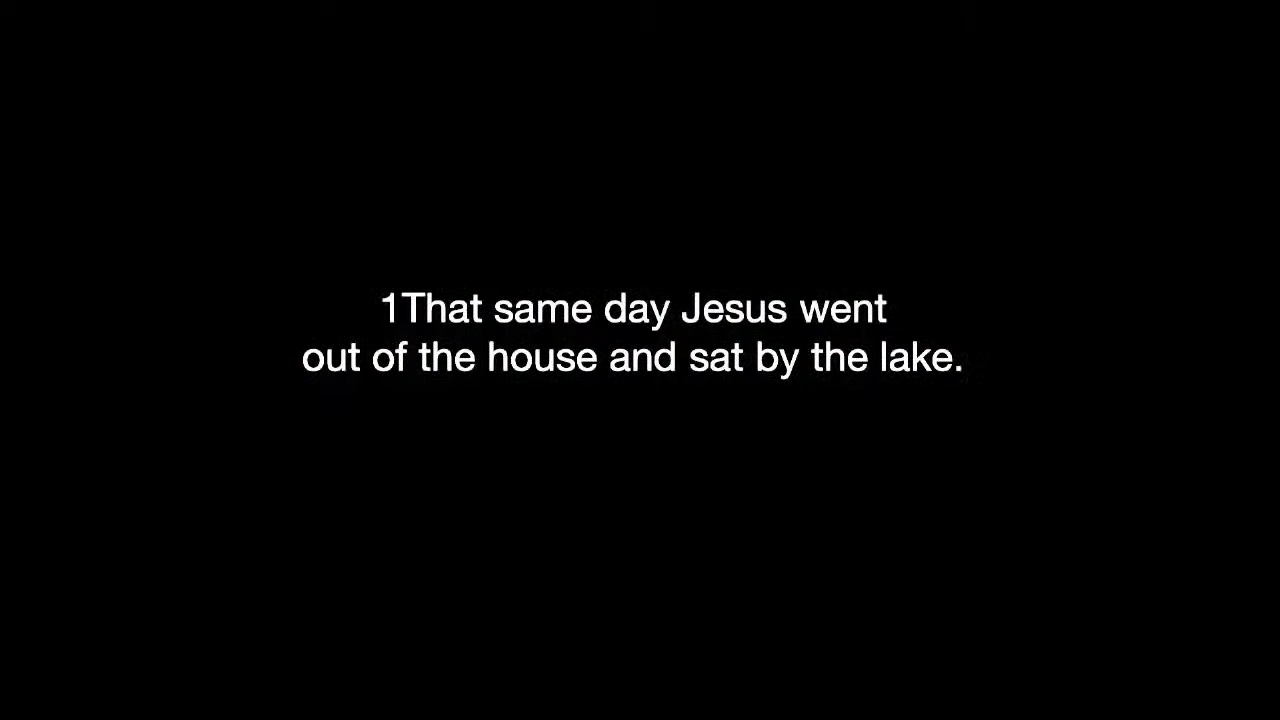 1That same day Jesus went
out of the house and sat by the lake.